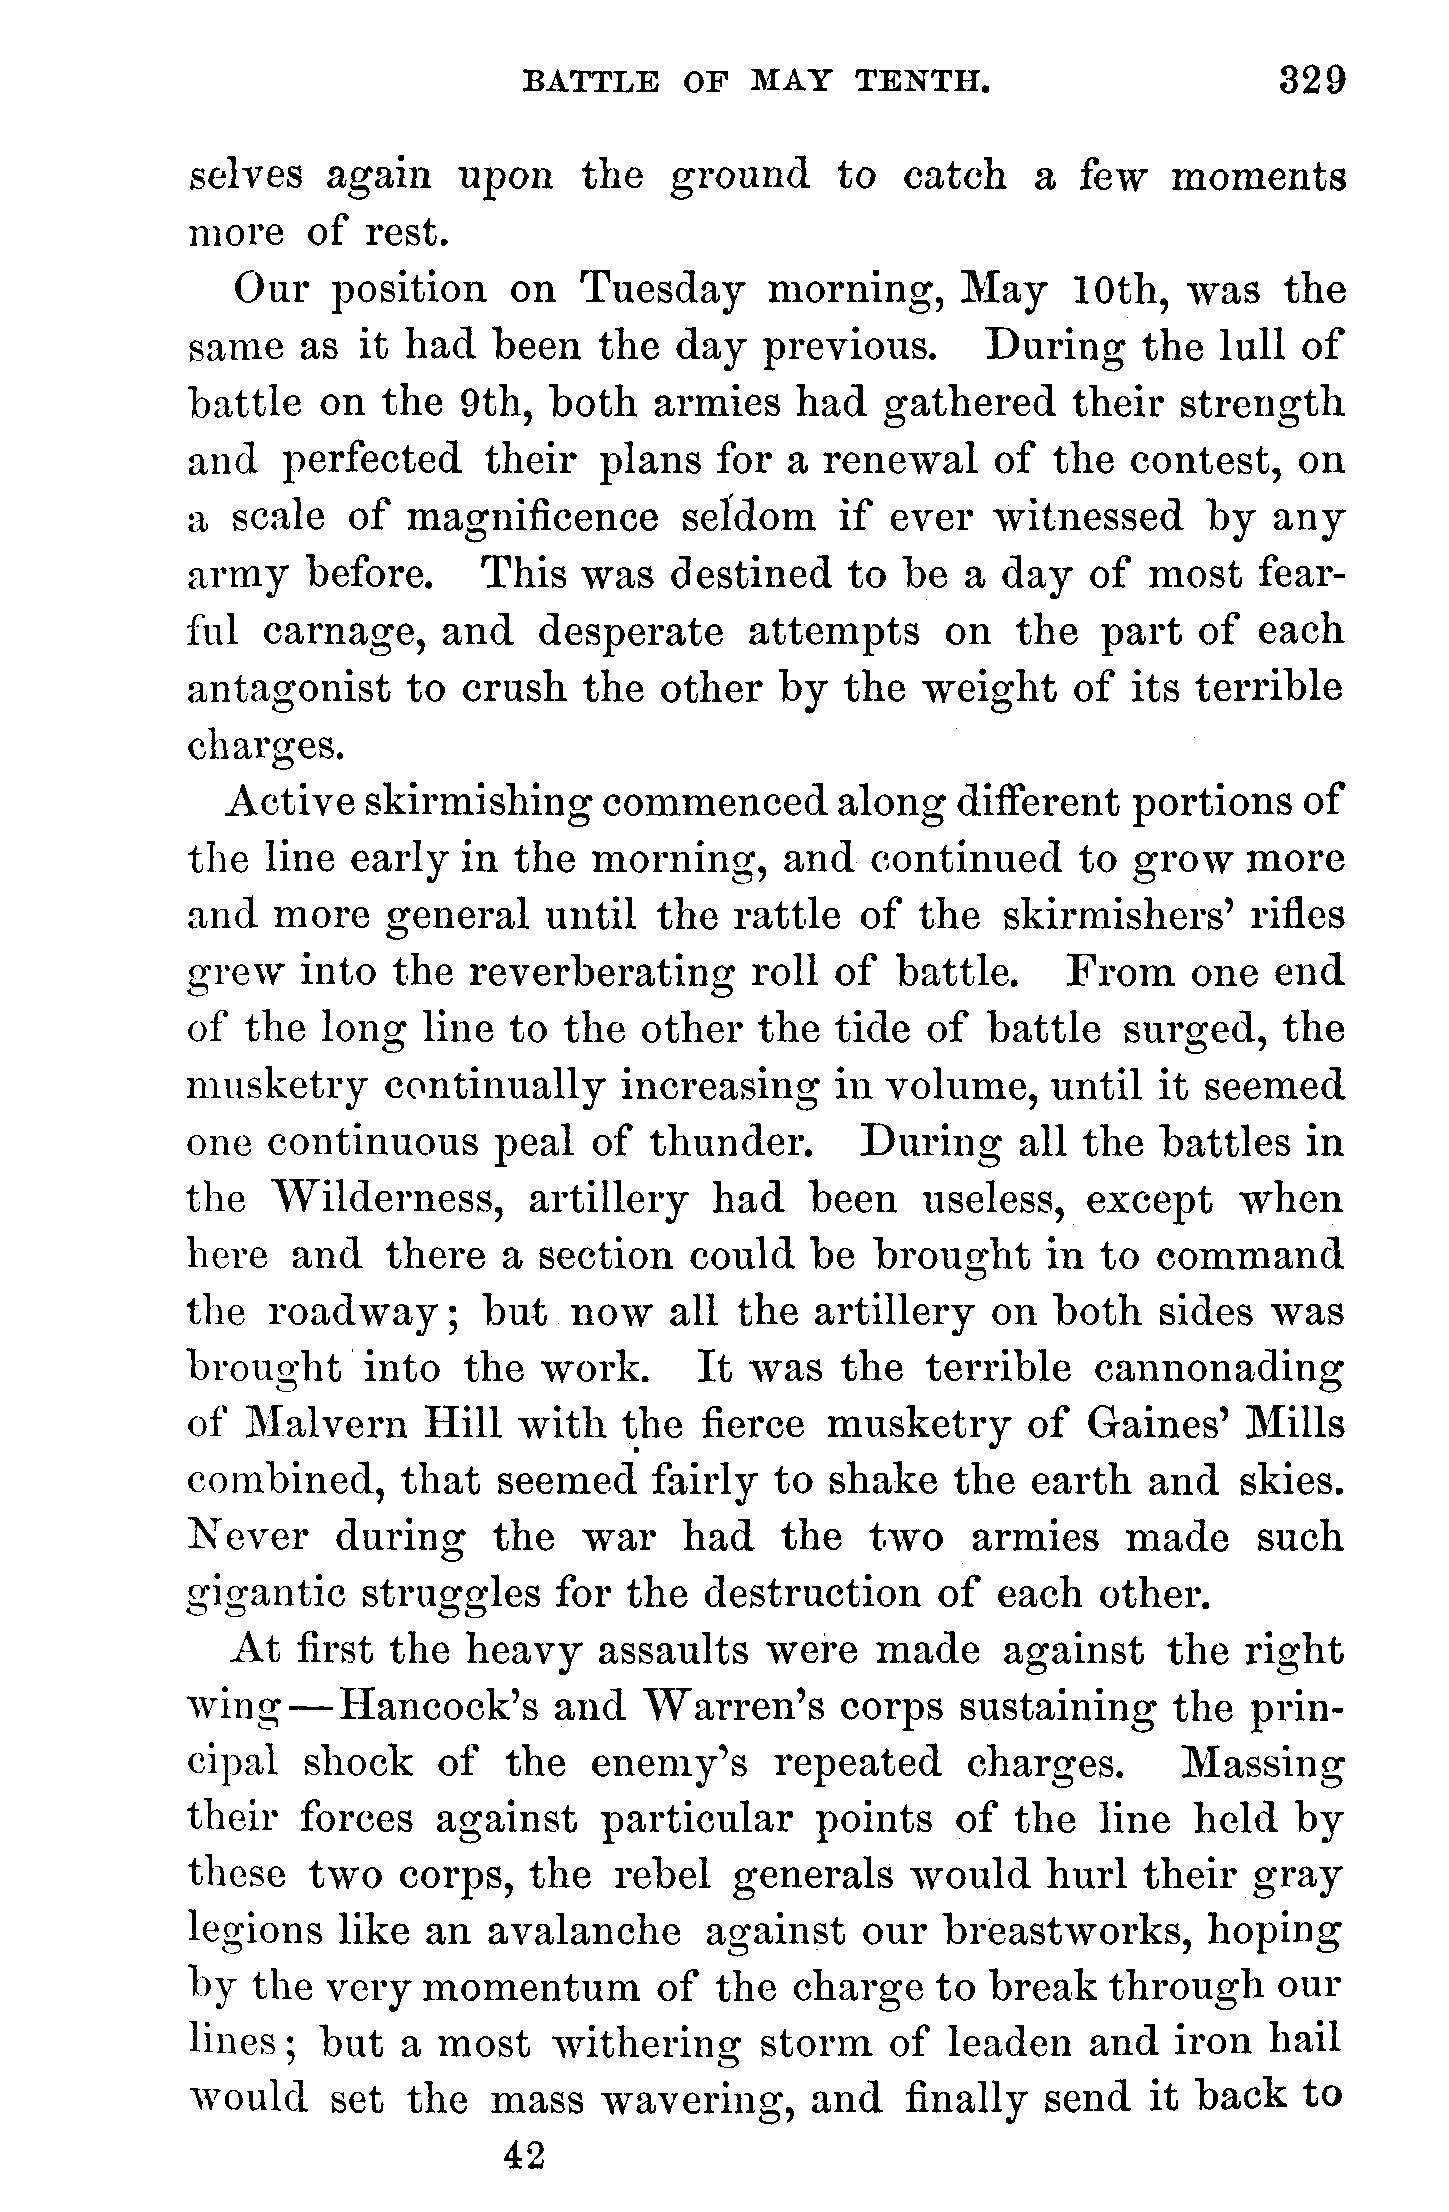 BATTLE OF MAY TENTH. 329
selves again upon the ground to catch a few moments
more of rest.
Our position on Tuesday morning, May 10th, was the
same as it had been the day previous. During the lull of
battle on the 9th, both armies had gathered their strength
and perfected their plans for a renewal of the contest, on
a scale of magnificence seldom if ever witnessed by any
army before. This was destined to be a day of most fear-
ful carnage, and desperate attempts on the part of each
antagonist to crush the other by the weight of its terrible
charges.
Active skirmishing commenced along different portions of
the line early in the morning, and continued to grow more
and more general until the rattle of the skirmishers' rifles
grew into the reverberating roll of battle. From one end
of the long line to the other the tide of battle surged, the
musketry continually increasing in volume, until it seemed
one continuous peal of thunder. During all the battles in
the Wilderness, artillery had been useless, except when
here and there a section could be brought in to command
the roadway; but now all the artillery on both sides was
brought into the work. It was the terrible cannonading
of Malvern Hill with the fierce musketry of Gaines' Mills
combined, that seemed fairly to shake the earth and skies.
Never during the war had the two armies made such
gigantic struggles for the destruction of each other.
At first the heavy assaults were made against the right
wing—Hancock's and Warren's corps sustaining the prin-
cipal shock of the enemy's repeated charges. Massing
their forces against particular points of the line held by
these two corps, the rebel generals would hurl their gray
legions like an avalanche against our breastworks, hoping
by the very momentum of the charge to break through our
lines; but a most withering storm of leaden and iron hail
would set the mass wavering, and finally send it back to
42